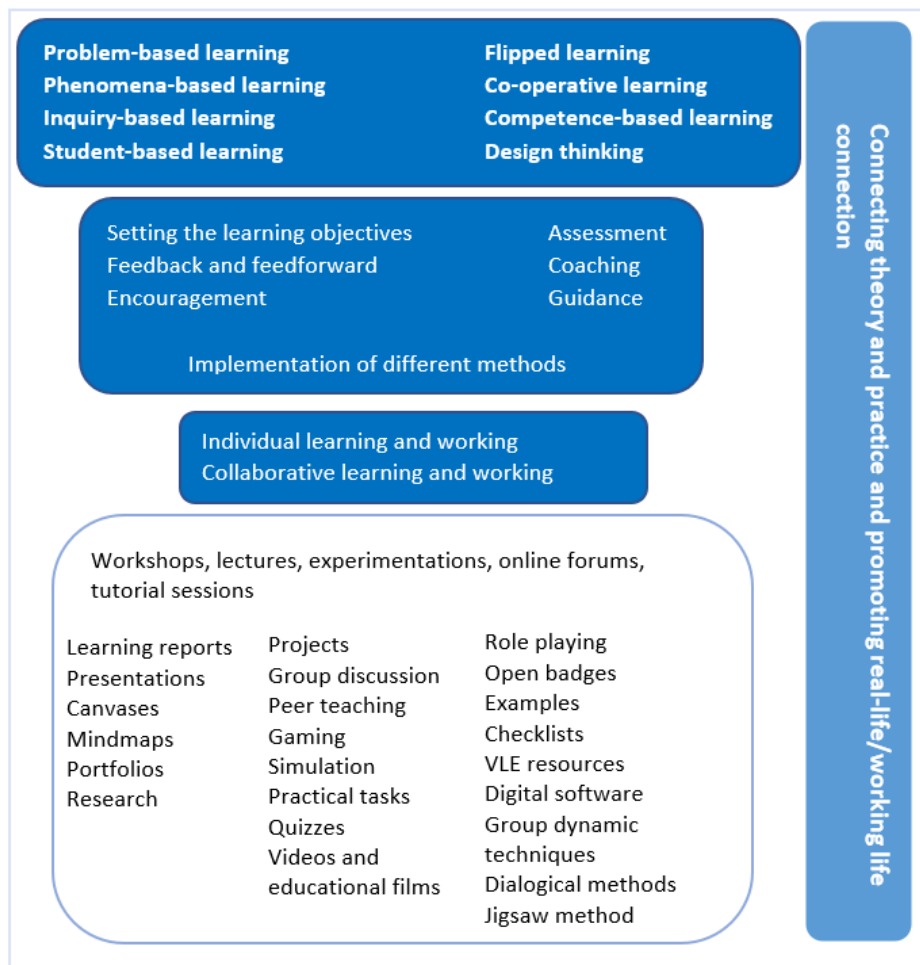 Problem-based learning
Phenomena-based learning
Inquiry-based learning
Student-based learning
Flipped learning
Co-operative learning
Competence-based learning
Design thinking
Setting the learning objectives
Feedback and feedforward
Encouragement
Assessment
Coaching
Guidance
Implementation of different methods
Individual learning and working
Collaborative learning and working
Workshops, lectures, experimentations, online forums,
tutorial sessions
Learning reports
Presentations
Canvases
Mindmaps
Portfolios
Research
Projects
Group discussion
Peer teaching
Gaming
Simulation
Practical tasks
Quizzes
Videos and
educational films
Role playing
Open badges
Examples
Checklists
VLE resources
Digital software
Group dynamic
techniques
Dialogical methods
Jigsaw method
Connecting theory and practice and promoting real-life/working life
connection